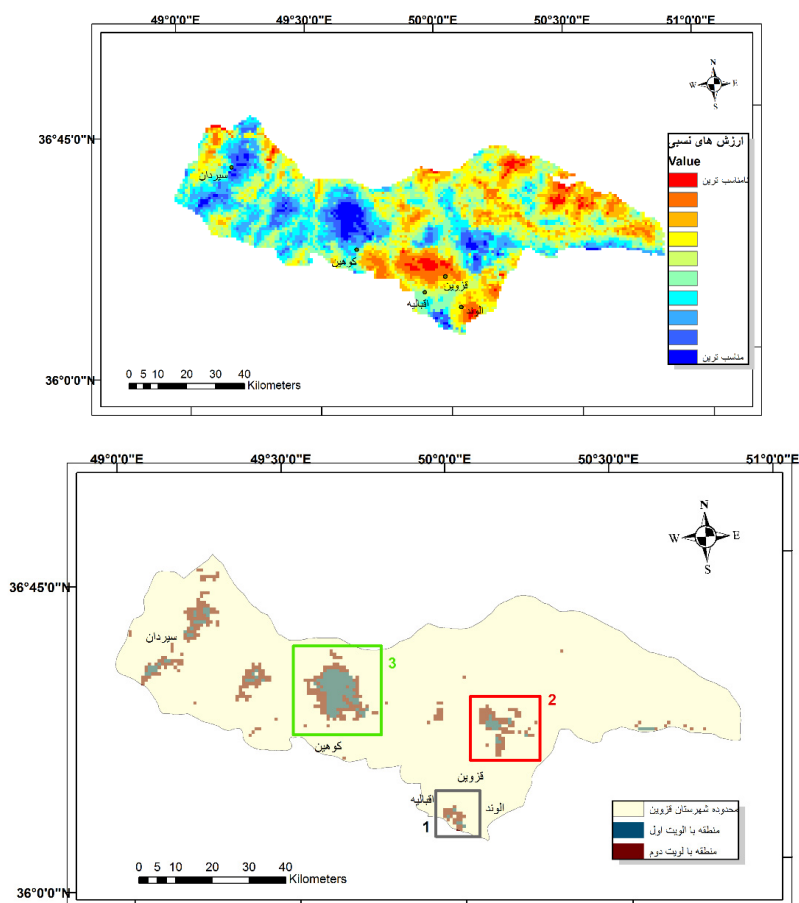 49°0'0"E 49°30'0"E 50°0'0"E 50°30'0"E 51°0'0"E
N
W E
S
36°45'0"N
ارزش های نسبی
Value
نامناسب ترین
سیردان
کوهین
قزوین
اقبالیه
الوند
مناسب ترین
36°0'0"N
0 5 10 20 30 40
Kilometers
49°0'0"E 49°30'0"E 50°0'0"E 50°30'0"E 51°0'0"E
N
W E
S
36°45'0"N
سیردان
3
2
کوهین
قزوین
اقبالیه
الوند
1
محدوده شهرستان قزوین
منطقه با الویت اول
منطقه با لویت دوم
0 5 10 20 30 40
Kilometers
36°0'0"N